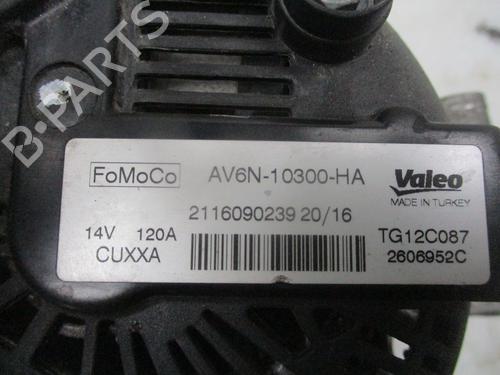 B-PARTS
FoMoCo AV6N-10300-HA Valeo
MADE IN TURKEY
2116090239 20/16
14V 120A TG12C087
CUXXA 2606952C